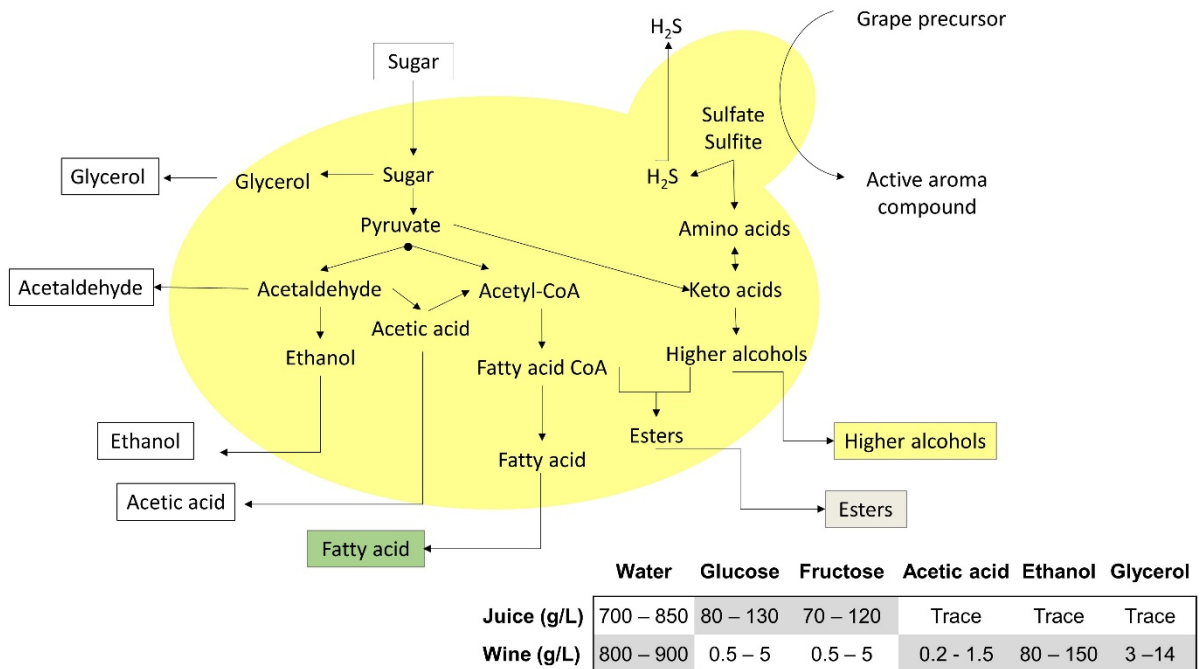 H₂S
Grape precursor
Sugar
Sulfate
Sulfite
Glycerol
Glycerol
Sugar
H₂S
Active aroma
compound
Pyruvate
Amino acids
Acetaldehyde
Acetaldehyde
Acetyl-CoA
Keto acids
Acetic acid
Ethanol
Fatty acid CoA
Higher alcohols
Ethanol
Esters
Higher alcohols
Fatty acid
Acetic acid
Esters
Fatty acid
Water Glucose Fructose Acetic acid Ethanol Glycerol
Juice (g/L) 700 – 850 80 – 130 70 – 120 Trace Trace Trace
Wine (g/L) 800 – 900 0.5 – 5 0.5 – 5 0.2 - 1.5 80 – 150 3 –14